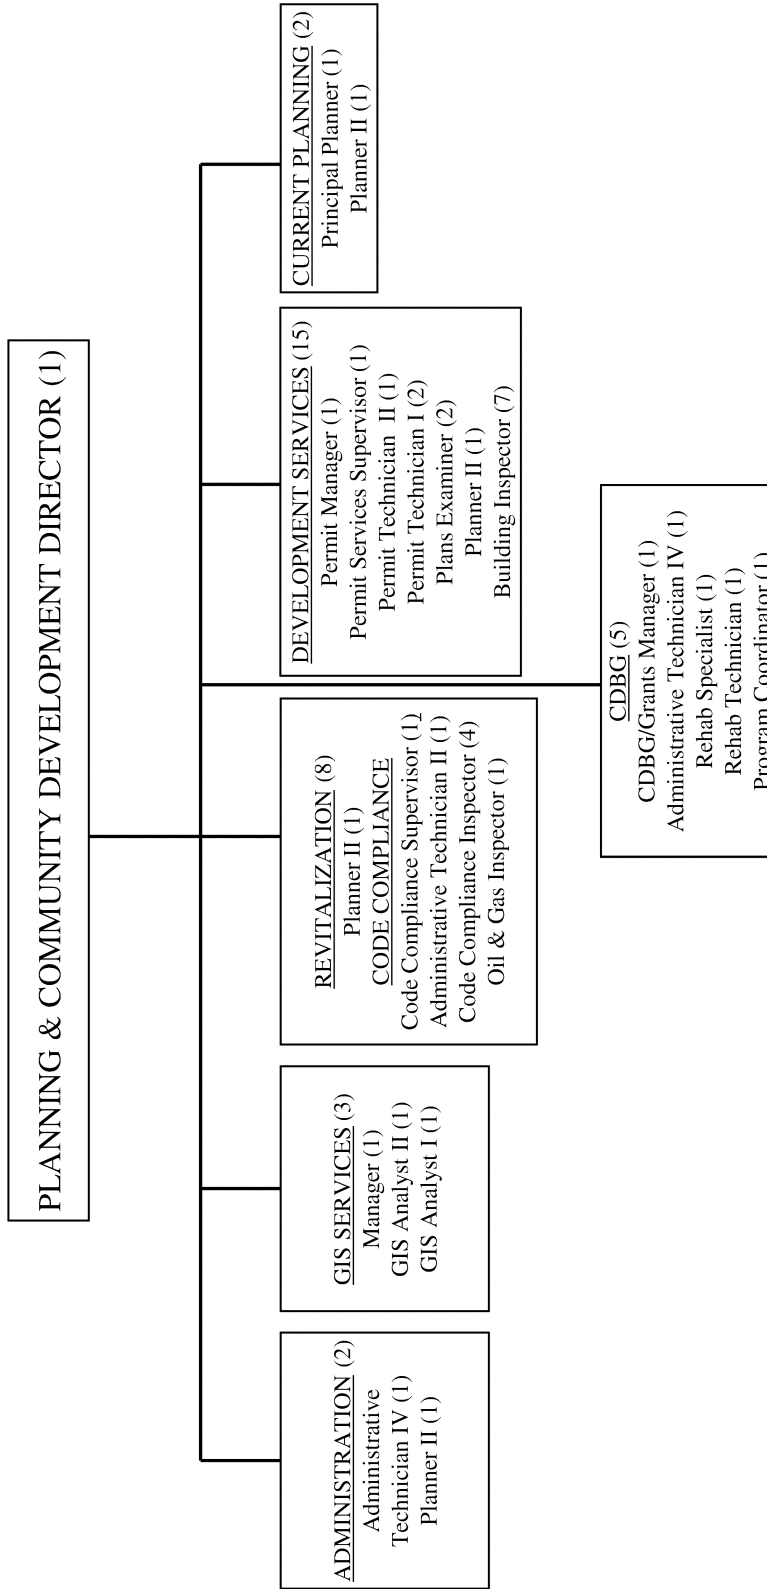 PLANNING & COMMUNITY DEVELOPMENT DIRECTOR (1)
ADMINISTRATION (2)
Administrative
Technician IV (1)
Planner II (1)
GIS SERVICES (3)
Manager (1)
GIS Analyst II (1)
GIS Analyst I (1)
REVITALIZATION (8)
Planner II (1)
CODE COMPLIANCE
Code Compliance Supervisor (1)
Administrative Technician II (1)
Code Compliance Inspector (4)
Oil & Gas Inspector (1)
DEVELOPMENT SERVICES (15)
Permit Manager (1)
Permit Services Supervisor (1)
Permit Technician II (1)
Permit Technician I (2)
Plans Examiner (2)
Planner II (1)
Building Inspector (7)
CURRENT PLANNING (2)
Principal Planner (1)
Planner II (1)
CDBG (5)
CDBG/Grants Manager (1)
Administrative Technician IV (1)
Rehab Specialist (1)
Rehab Technician (1)
Program Coordinator (1)